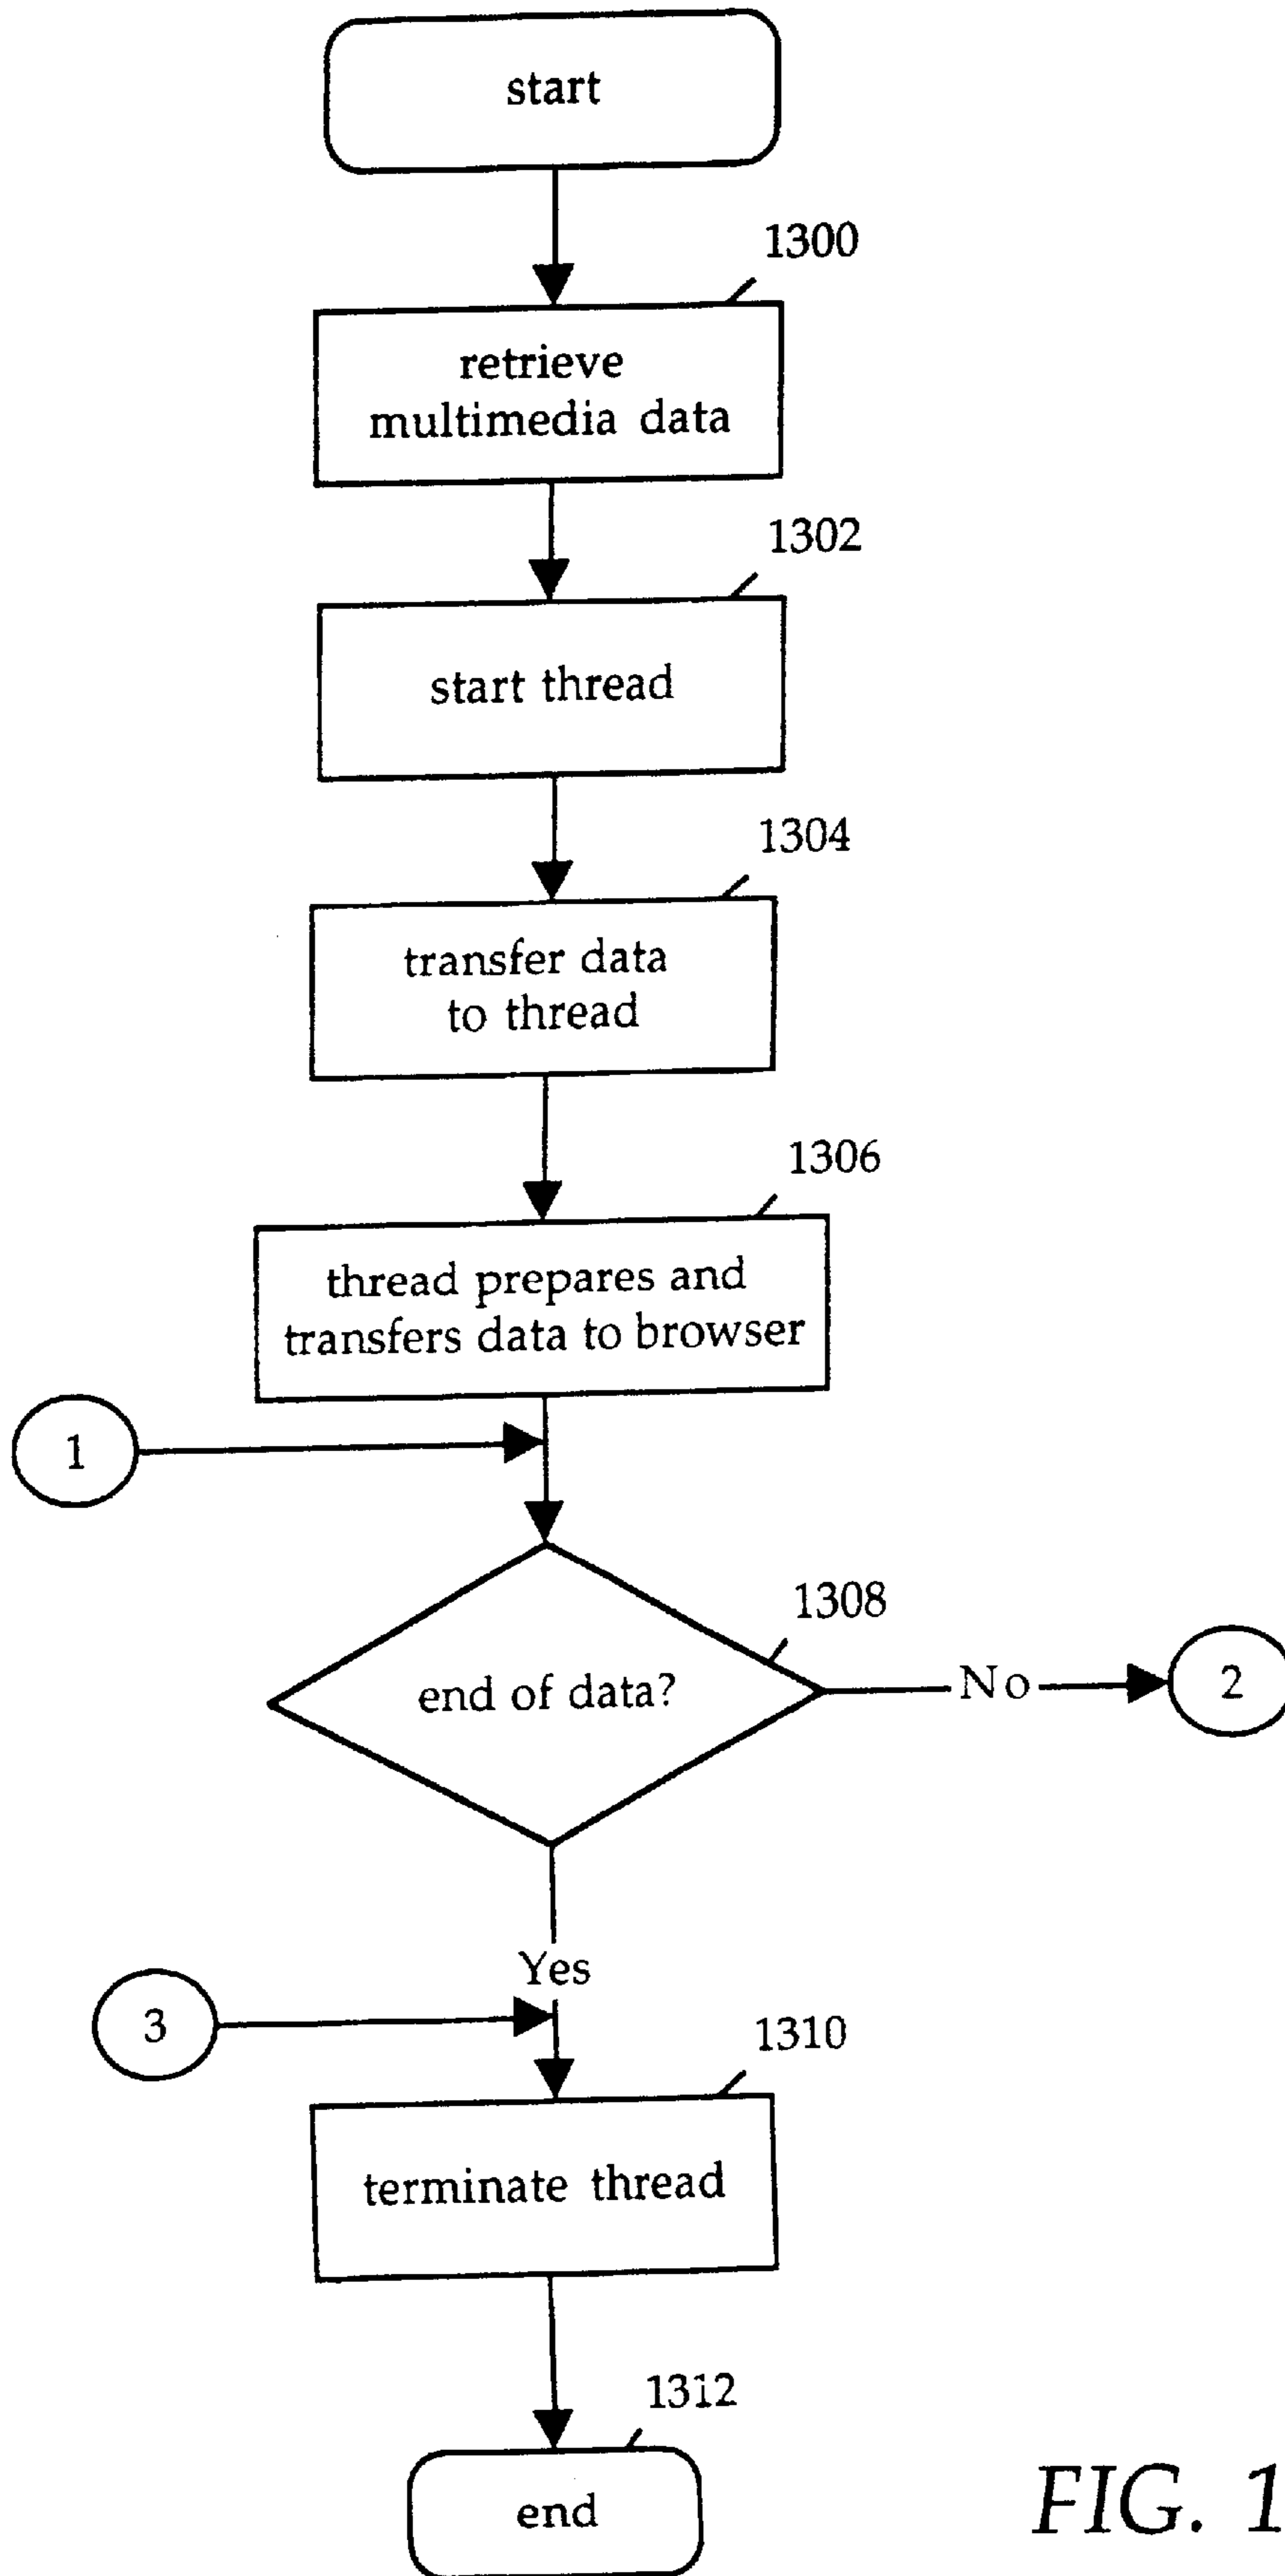 start
1300
retrieve
multimedia data
1302
start thread
1304
transfer data
to thread
1306
thread prepares and
transfers data to browser
1
1308
end of data?
No
2
Yes
3
1310
terminate thread
1312
end
FIG. 1